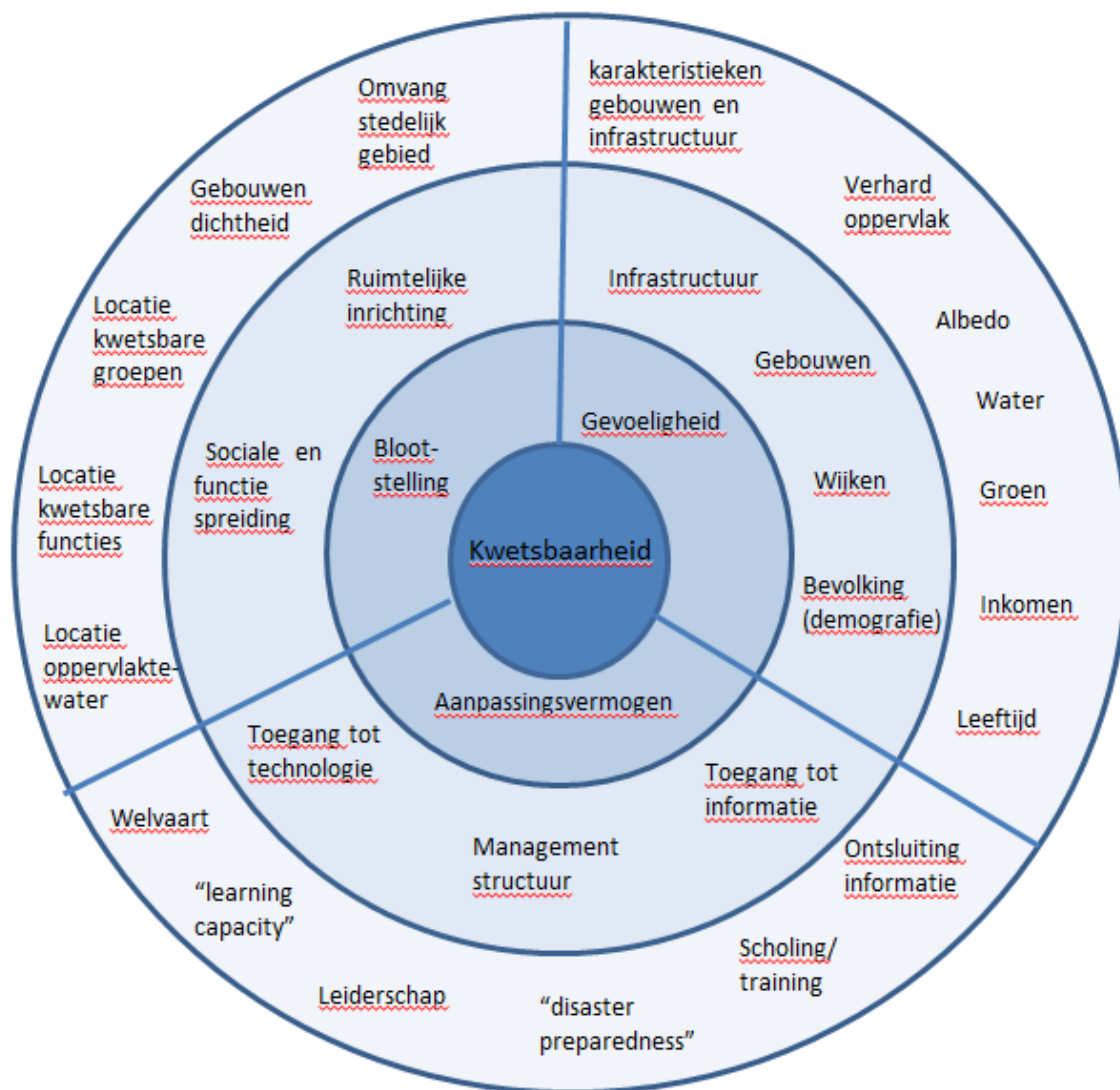 Omvang
stedelijk
gebied
karakteristieken
gebouwen en
infrastructuur
Gebouwen
dichtheid
Verhard
oppervlak
Ruimtelijke
inrichting
Infrastructuur
Locatie
kwetsbare
groepen
Albedo
Gebouwen
Water
Gevoeligheid
Bloot-
stelling
Sociale en
functie
spreiding
Wijken
Groen
Locatie
kwetsbare
functies
Kwetsbaarheid
Bevolking
(demografie)
Inkomen
Locatie
oppervlakte-
water
Aanpassingsvermogen
Leeftijd
Toegang tot
technologie
Toegang tot
informatie
Welvaart
Management
structuur
Ontsluiting
informatie
“learning
capacity”
Scholing/
training
Leiderschap
“disaster
preparedness”